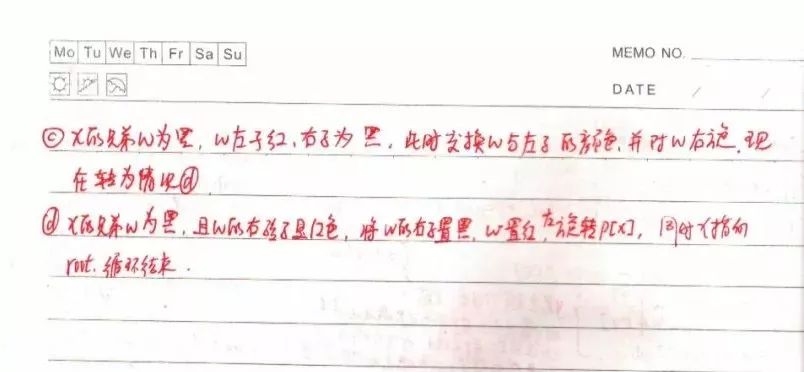 Mo Tu We Th Fr Sa Su
MEMO NO.
DATE / /
ⓒ x的兄弟w为黑，w左子红，右子为黑，此时交换w与左子的颜色，并对w右旋，现
在转为情况ⓓ
ⓓ x的兄弟w为黑，且w的右孩子是红色，将w的右子置黑，w置红，左旋转P[x]，同时x指向
root．循环结束．